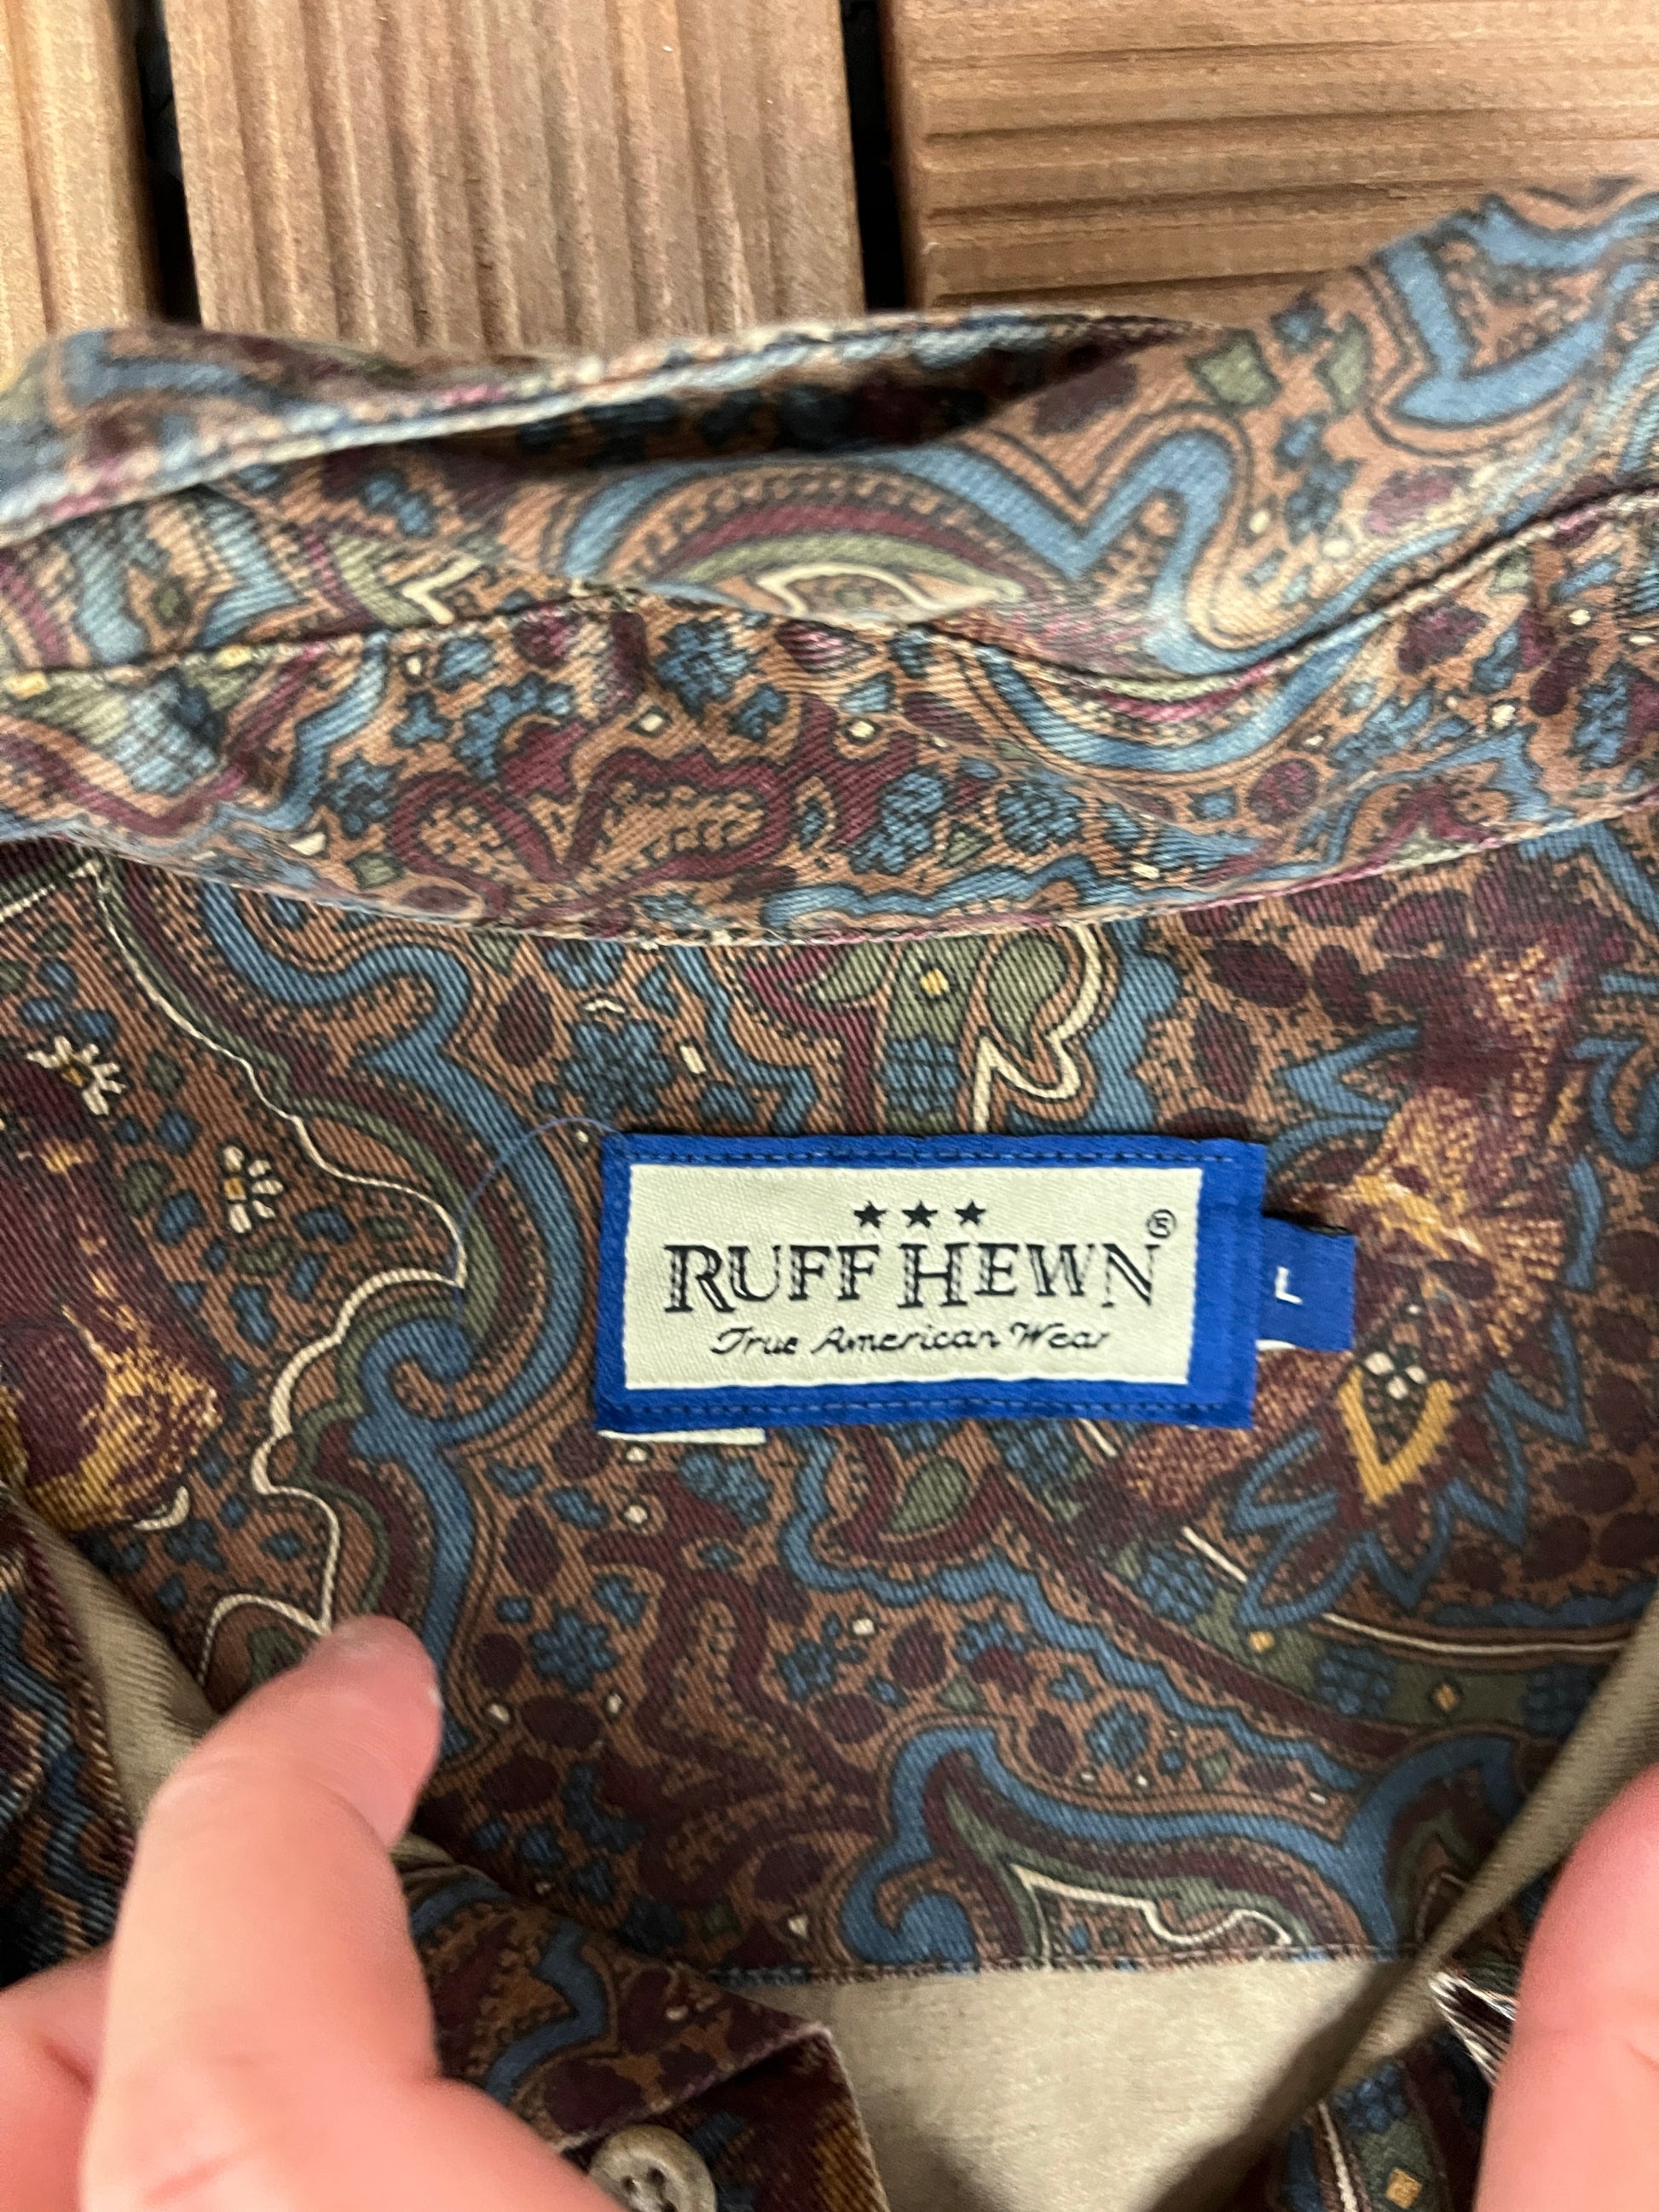 ★★★
RUFF HEWN®
True American Wear
L